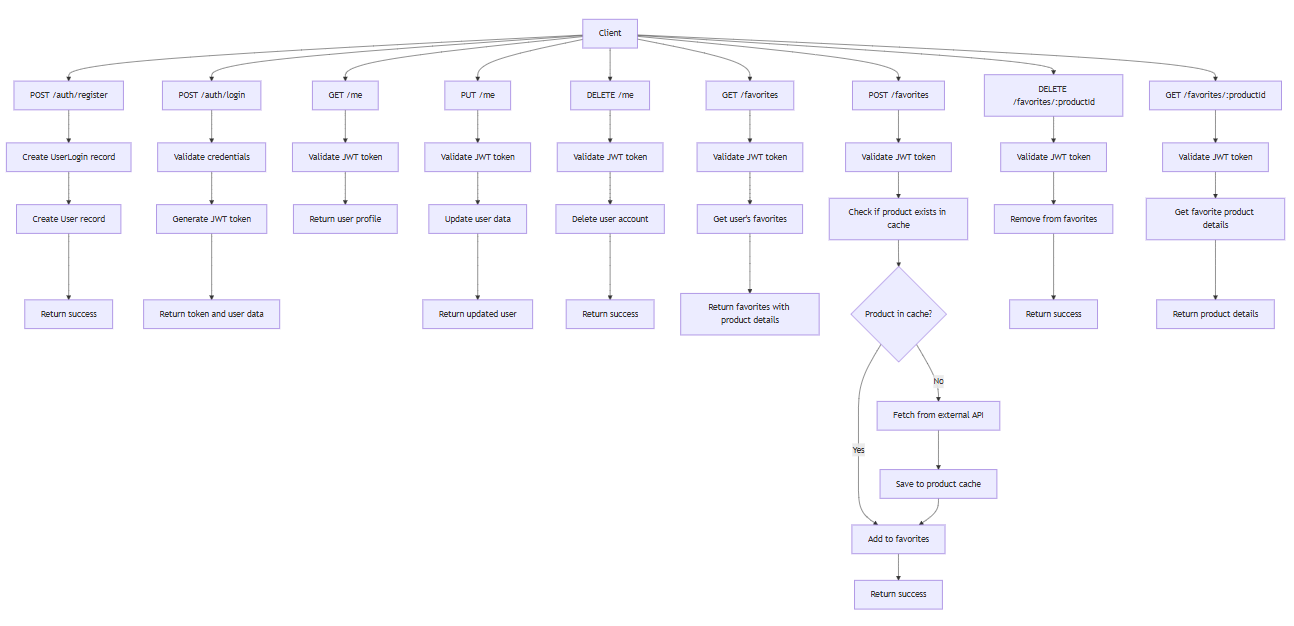 Client
POST /auth/register
POST /auth/login
GET /me
PUT /me
DELETE /me
GET /favorites
POST /favorites
DELETE
/favorites/:productId
GET /favorites/:productId
Create UserLogin record
Validate credentials
Validate JWT token
Validate JWT token
Validate JWT token
Validate JWT token
Validate JWT token
Validate JWT token
Validate JWT token
Create User record
Generate JWT token
Return user profile
Update user data
Delete user account
Get user's favorites
Check if product exists in
cache
Remove from favorites
Get favorite product
details
Return success
Return token and user data
Return updated user
Return success
Return favorites with
product details
Product in cache?
Return success
Return product details
No
Fetch from external API
Yes
Save to product cache
Add to favorites
Return success